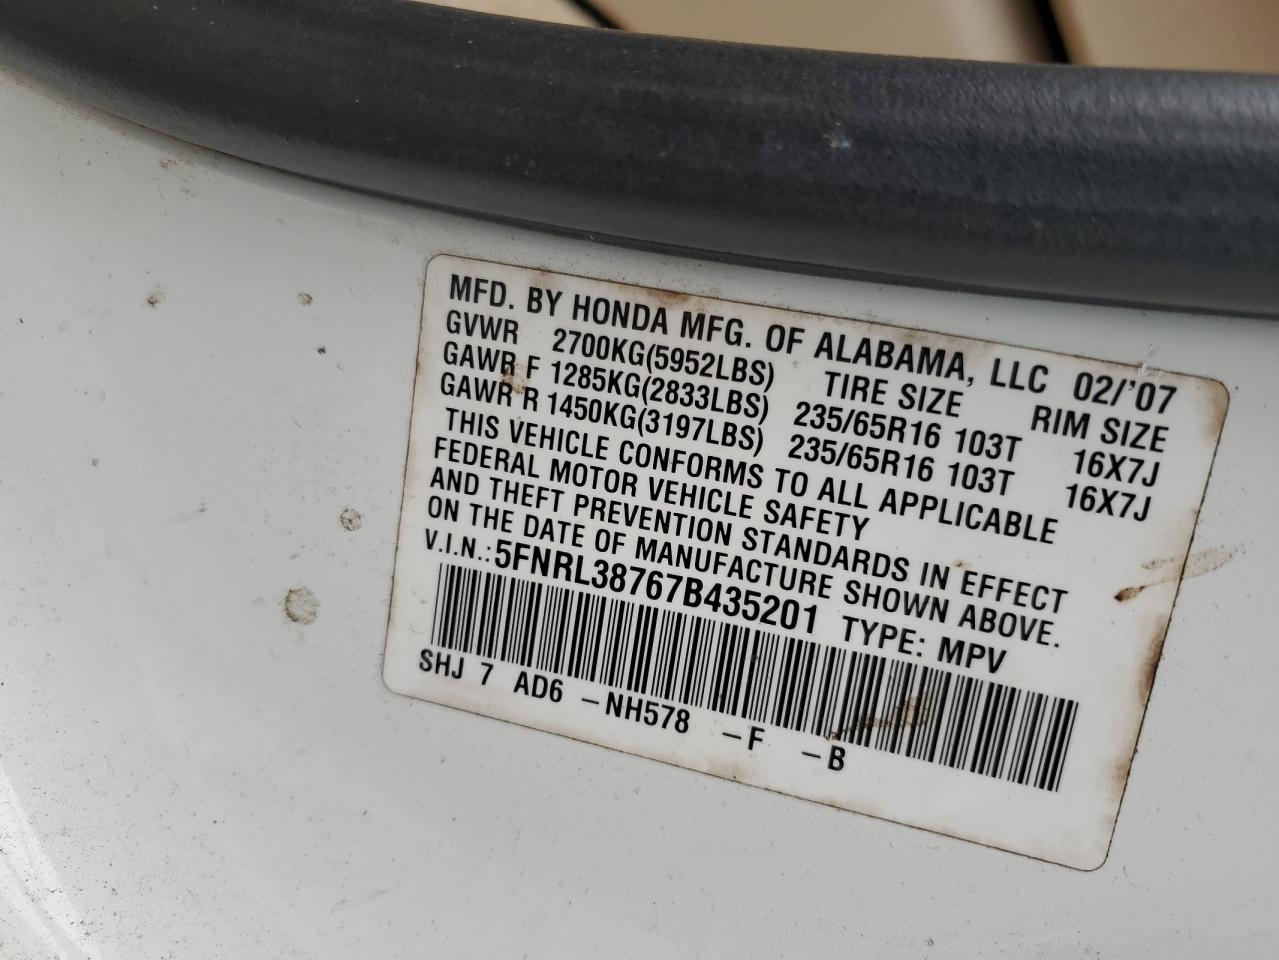 MFD. BY HONDA MFG. OF ALABAMA, LLC 02/'07
GVWR 2700KG(5952LBS) TIRE SIZE RIM SIZE
GAWR F 1285KG(2833LBS) 235/65R16 103T 16X7J
GAWR R 1450KG(3197LBS) 235/65R16 103T 16X7J
THIS VEHICLE CONFORMS TO ALL APPLICABLE
FEDERAL MOTOR VEHICLE SAFETY
AND THEFT PREVENTION STANDARDS IN EFFECT
ON THE DATE OF MANUFACTURE SHOWN ABOVE.
V.I.N.: 5FNRL38767B435201 TYPE: MPV
SHJ 7 AD6 -NH578 -F -B